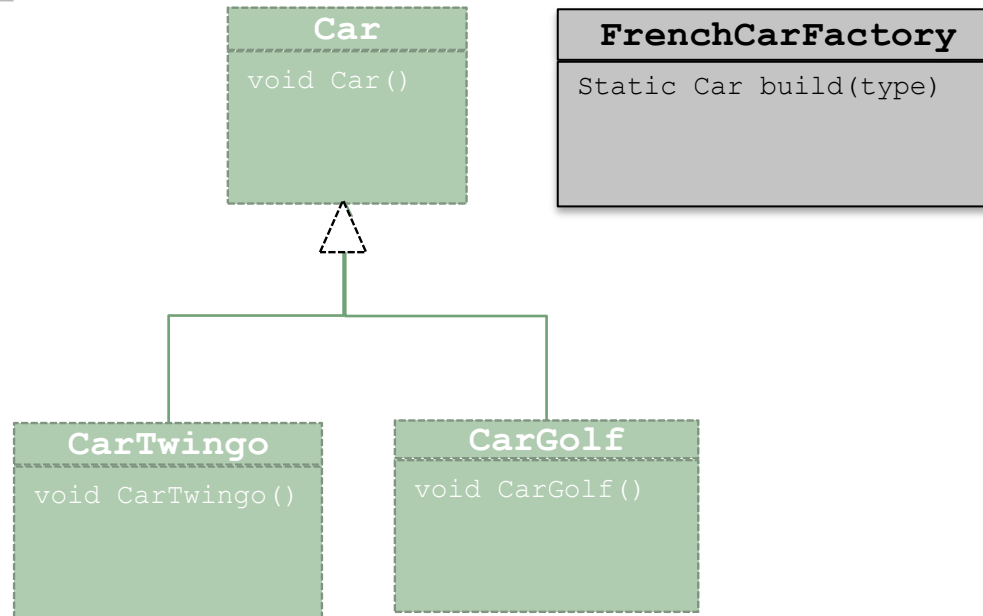 Car
void Car()
FrenchCarFactory
Static Car build(type)
CarTwingo
void CarTwingo()
CarGolf
void CarGolf()